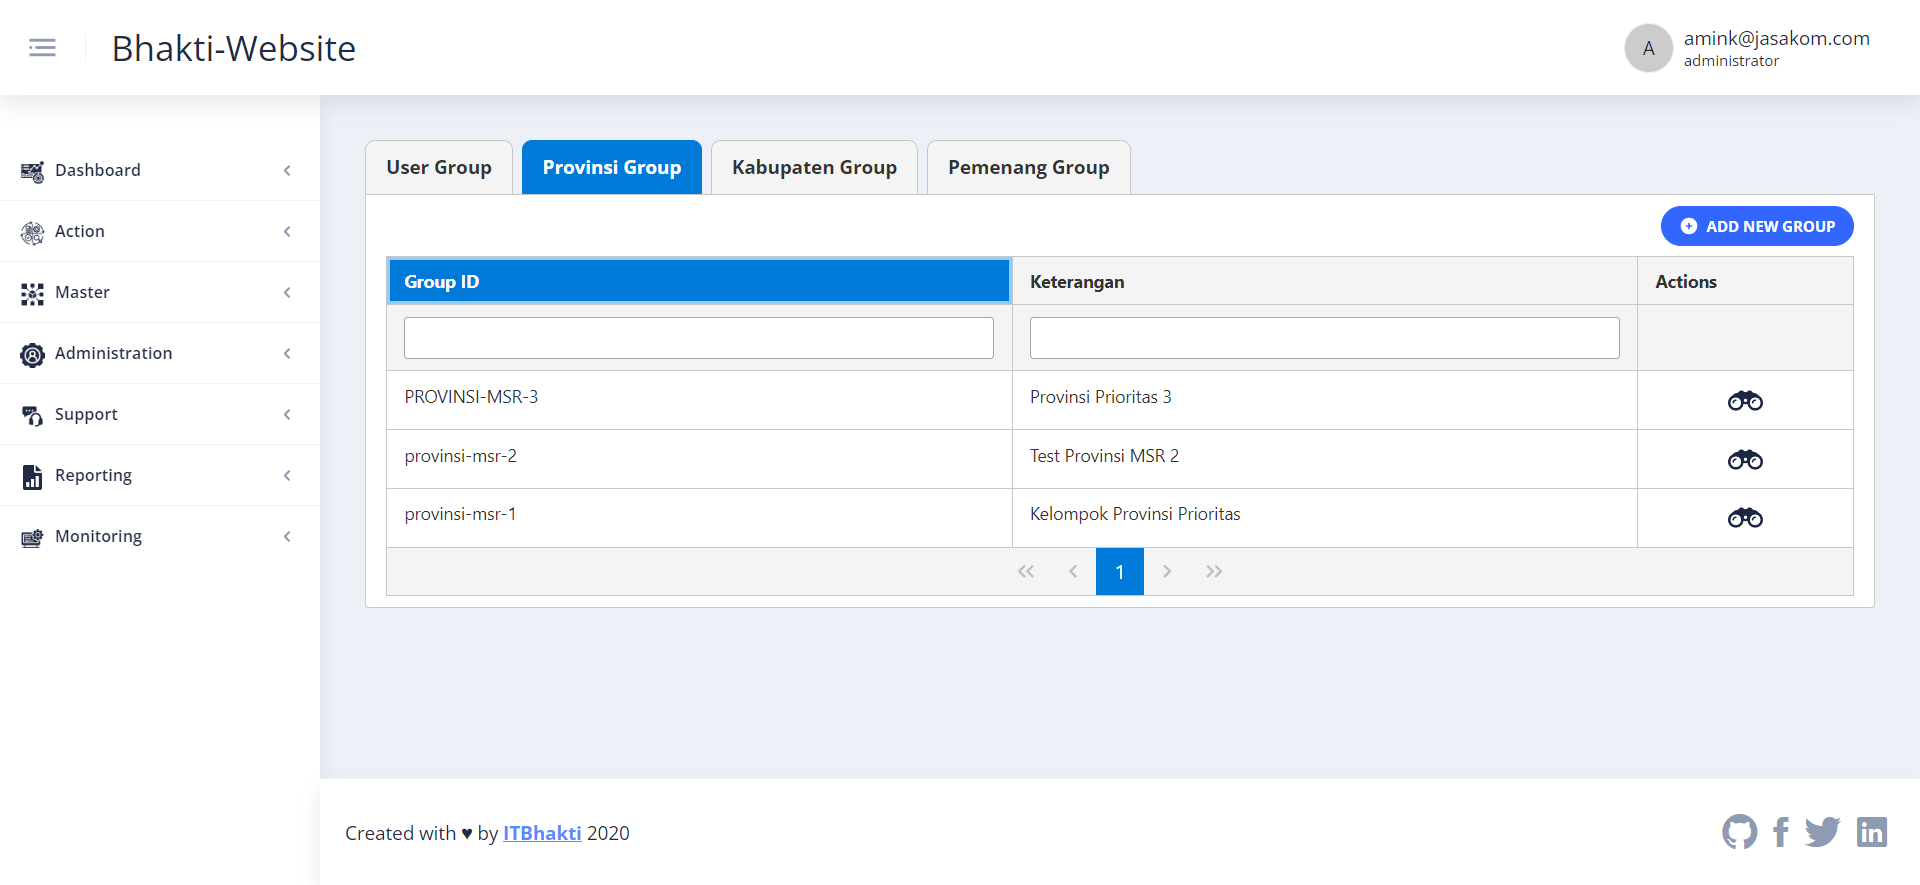 Bhakti-Website
A
amink@jasakom.com
administrator
Dashboard
Action
Master
Administration
Support
Reporting
Monitoring
User Group
Provinsi Group
Kabupaten Group
Pemenang Group
ADD NEW GROUP
Group ID Keterangan Actions
PROVINSI-MSR-3 Provinsi Prioritas 3
provinsi-msr-2 Test Provinsi MSR 2
provinsi-msr-1 Kelompok Provinsi Prioritas
1
Created with ♥ by ITBhakti 2020